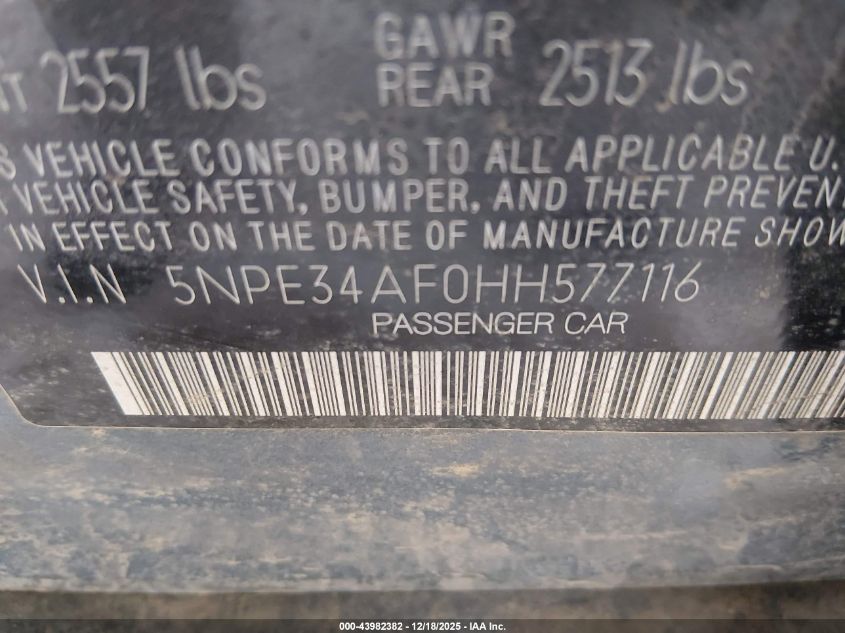 2557 lbs GAWR REAR 2513 lbs
VEHICLE CONFORMS TO ALL APPLICABLE U.
VEHICLE SAFETY, BUMPER, AND THEFT PREVEN
IN EFFECT ON THE DATE OF MANUFACTURE SHOW
V.I.N 5NPE34AF0HH577116
PASSENGER CAR
000-43982382 - 12/18/2025 - IAA Inc.